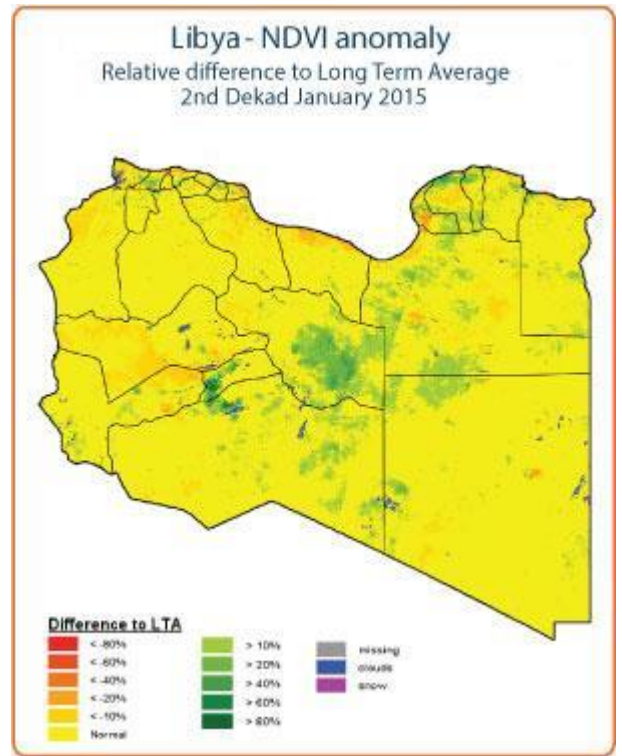 Libya - NDVI anomaly
Relative difference to Long Term Average
2nd Dekad January 2015
Difference to LTA
< -80%
< -60%
< -40%
< -20%
< -10%
Normal
> 10%
> 20%
> 40%
> 60%
> 80%
missing
clouds
snow